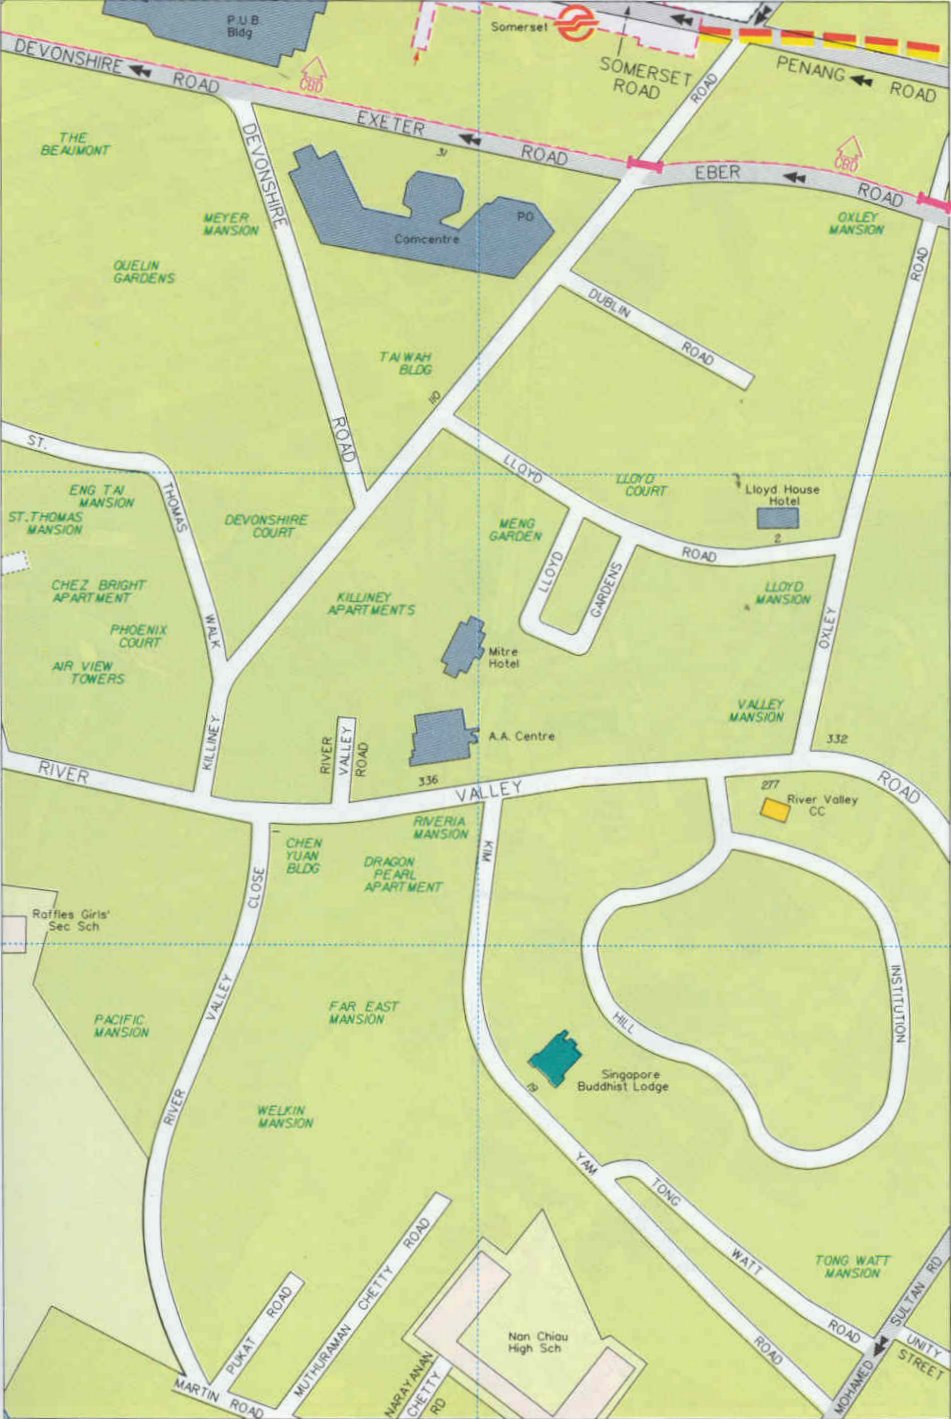 P.U.B
Bldg
Somerset
DEVONSHIRE
ROAD
CBD
SOMERSET
ROAD
ROAD
PENANG
ROAD
THE
BEAUMONT
EXETER
31
ROAD
CBD
EBER
ROAD
DEVONSHIRE
MEYER
MANSION
PO
Comcentre
OXLEY
MANSION
QUELIN
GARDENS
ROAD
DUBLIN
ROAD
TAI WAH
BLDG
110
ROAD
ST.
LLOYD
LLOYD
COURT
Lloyd House
Hotel
2
ENG TAI
MANSION
THOMAS
ST.THOMAS
MANSION
DEVONSHIRE
COURT
MENG
GARDEN
ROAD
CHEZ BRIGHT
APARTMENT
KILLINEY
APARTMENTS
LLOYD
GARDENS
LLOYD
MANSION
PHOENIX
COURT
WALK
OXLEY
AIR VIEW
TOWERS
Mitre
Hotel
VALLEY
MANSION
KILLINEY
RIVER
VALLEY
ROAD
A.A. Centre
332
RIVER
336
VALLEY
277
ROAD
River Valley
CC
RIVERIA
MANSION
CHEN
YUAN
BLDG
KIM
DRAGON
PEARL
APARTMENT
CLOSE
Raffles Girls'
Sec Sch
VALLEY
INSTITUTION
FAR EAST
MANSION
PACIFIC
MANSION
HILL
Singapore
Buddhist Lodge
19
RIVER
WELKIN
MANSION
YAM
TONG
WATT
TONG WATT
MANSION
ROAD
CHETTY
MUTHURAMAN
ROAD
PUKAT
SULTAN RD
Nan Chiau
High Sch
ROAD
UNITY
STREET
ROAD
MOHAMED
NARAYANAN
CHETTY
RD
MARTIN
ROAD